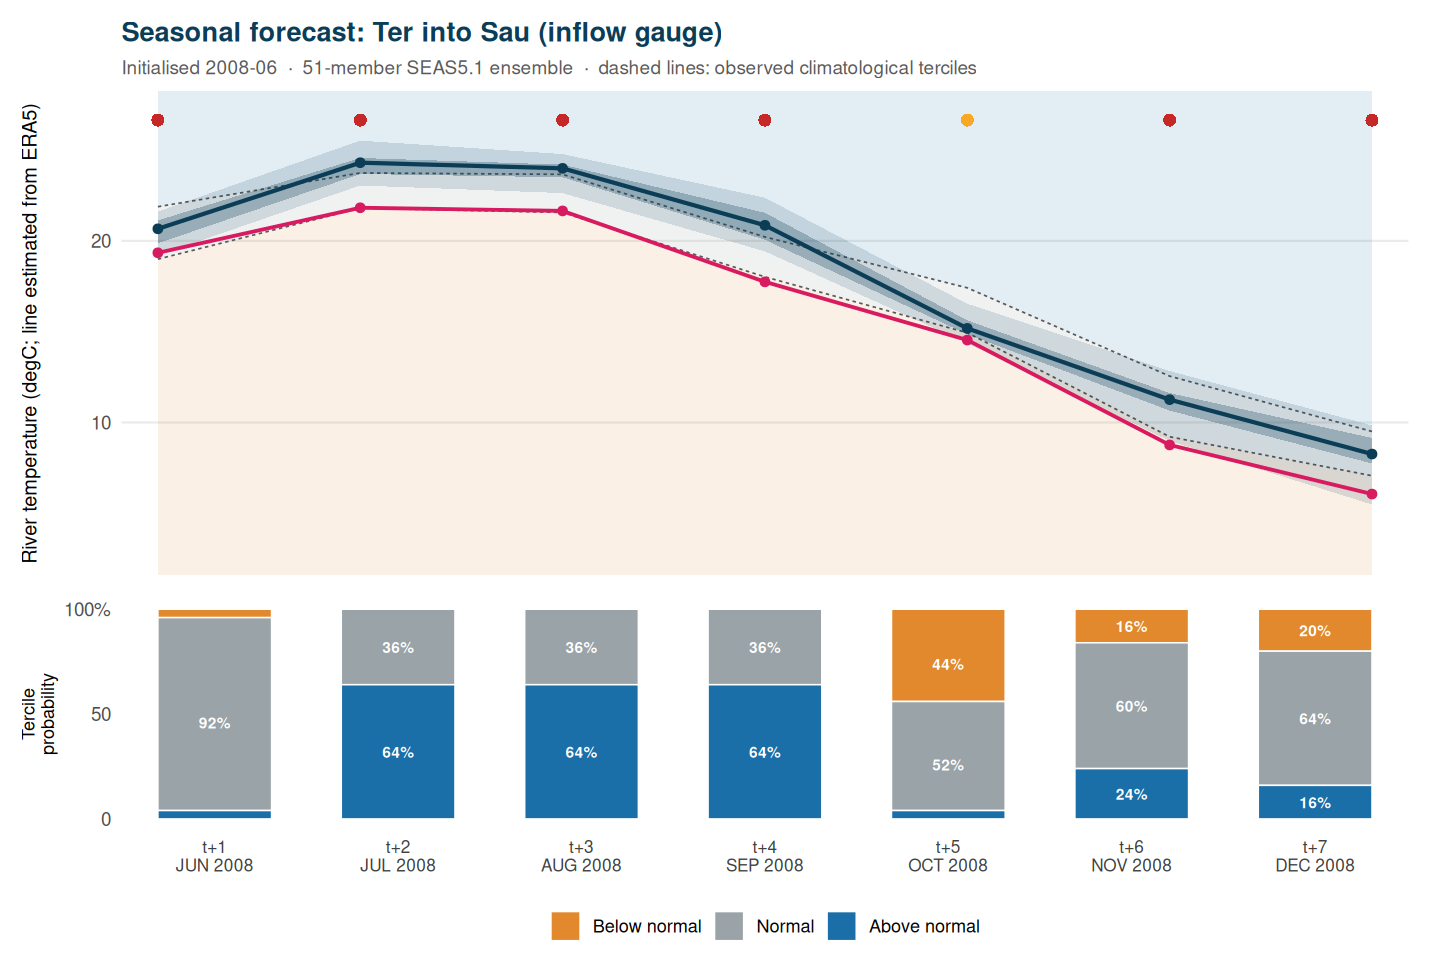 Seasonal forecast: Ter into Sau (inflow gauge)
Initialised 2008-06 · 51-member SEAS5.1 ensemble · dashed lines: observed climatological terciles
River temperature (degC; line estimated from ERA5)
20
10
Tercile
probability
100%
50
0
92%
36%
64%
36%
64%
36%
64%
44%
52%
16%
60%
24%
20%
64%
16%
t+1
JUN 2008
t+2
JUL 2008
t+3
AUG 2008
t+4
SEP 2008
t+5
OCT 2008
t+6
NOV 2008
t+7
DEC 2008
Below normal
Normal
Above normal